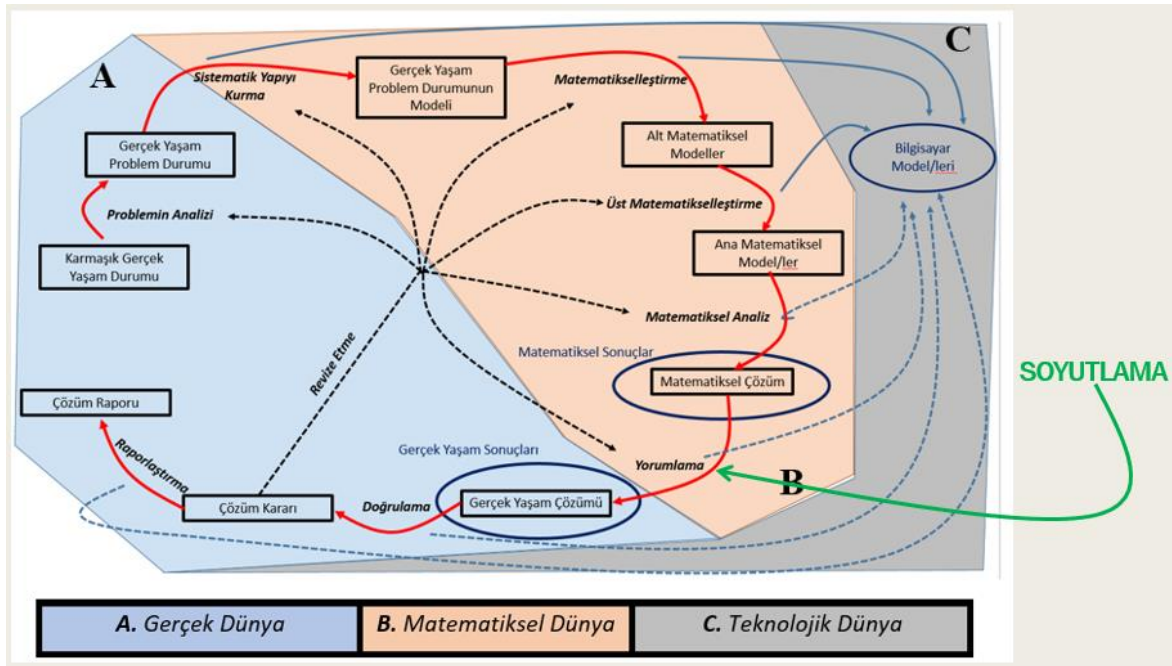 A
C
Sistematik Yapıyı
Kurma
Gerçek Yaşam
Problem Durumunun
Modeli
Matematikselleştirme
Gerçek Yaşam
Problem Durumu
Alt Matematiksel
Modeller
Bilgisayar
Model/leri
Problemin Analizi
Üst Matematikselleştirme
Karmaşık Gerçek
Yaşam Durumu
Ana Matematiksel
Model/ler
Matematiksel Analiz
Revize Etme
Matematiksel Sonuçlar
Matematiksel Çözüm
SOYUTLAMA
Çözüm Raporu
Raporlaştırma
Gerçek Yaşam Sonuçları
Yorumlama
B
Çözüm Kararı
Doğrulama
Gerçek Yaşam Çözümü
A. Gerçek Dünya
B. Matematiksel Dünya
C. Teknolojik Dünya